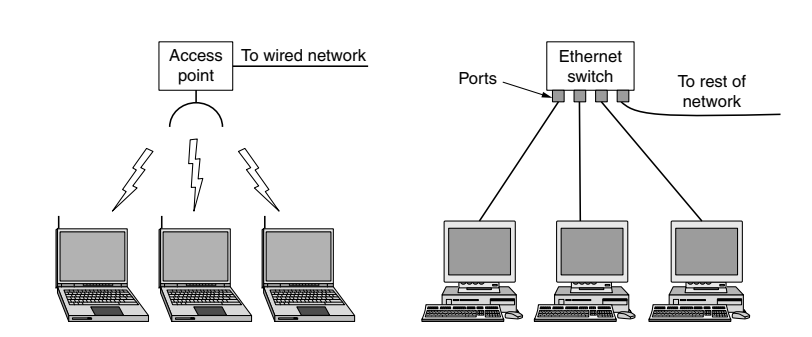 Access
point
To wired network
Ethernet
switch
Ports
To rest of
network